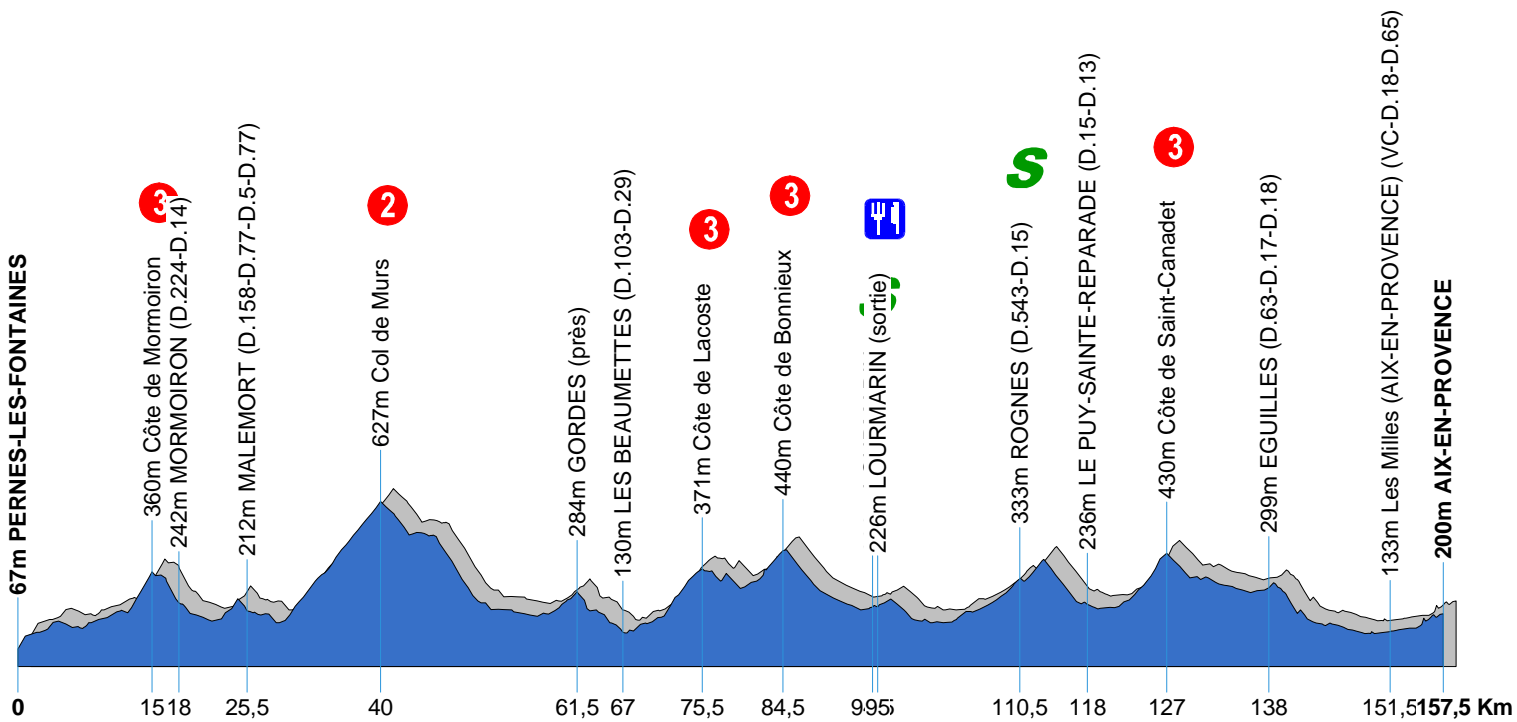 67m PERNES-LES-FONTAINES
3
360m Côte de Mormoiron
242m MORMOIRON (D.224-D.14)
212m MALEMORT (D.158-D.77-D.5-D.77)
2
627m Col de Murs
284m GORDES (près)
130m LES BEAUMETTES (D.103-D.29)
3
371m Côte de Lacoste
3
440m Côte de Bonnieux
S
226m LOURMARIN (sortie)
S
333m ROGNES (D.543-D.15)
236m LE PUY-SAINTE-REPARADE (D.15-D.13)
3
430m Côte de Saint-Canadet
299m EGUILLES (D.63-D.17-D.18)
133m Les Milles (AIX-EN-PROVENCE) (VC-D.18-D.65)
200m AIX-EN-PROVENCE
0 15 18 25,5 40 61,5 67 75,5 84,5 110,5 118 127 138 151,5 157,5 Km